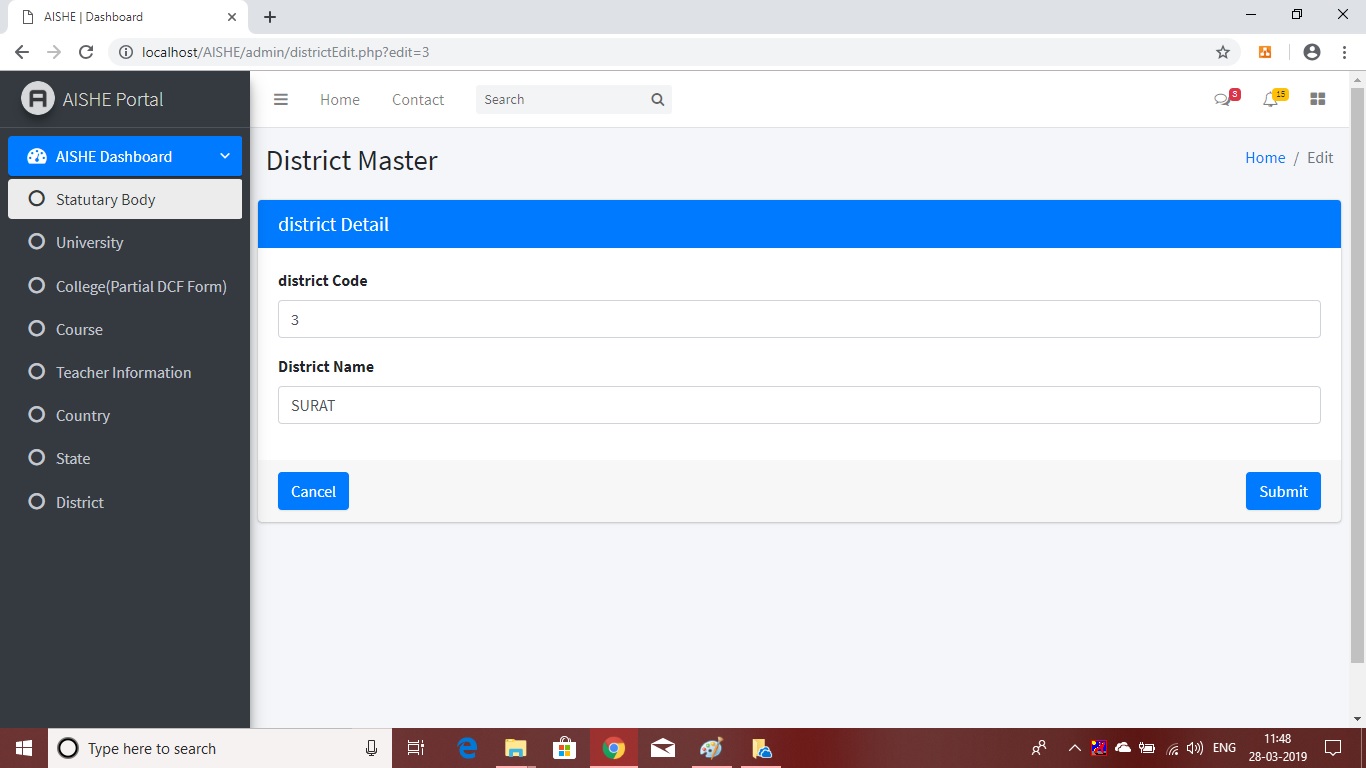 AISHE | Dashboard
localhost/AISHE/admin/districtEdit.php?edit=3
AISHE Portal
Home
Contact
Search
3
15
AISHE Dashboard
Statutary Body
University
College(Partial DCF Form)
Course
Teacher Information
Country
State
District
District Master
Home / Edit
district Detail
district Code
3
District Name
SURAT
Cancel
Submit
Type here to search
ENG
11:48
28-03-2019